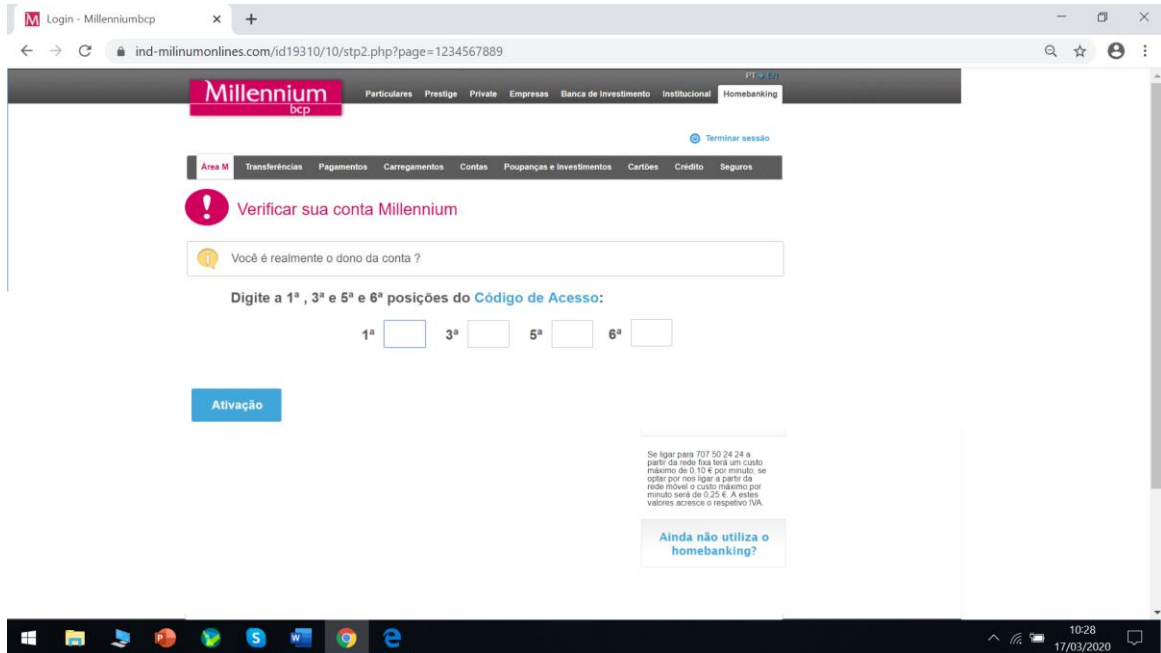 Login - Millenniumbcp
ind-milinumonlines.com/id19310/10/stp2.php?page=1234567889
PT EN
Millennium
bcp
Particulares Prestige Private Empresas Banca de Investimento Institucional Homebanking
Terminar sessão
Área M Transferências Pagamentos Carregamentos Contas Poupanças e Investimentos Cartões Crédito Seguros
Verificar sua conta Millennium
Você é realmente o dono da conta ?
Digite a 1ª , 3ª e 5ª e 6ª posições do Código de Acesso:
1ª 3ª 5ª 6ª
Ativação
Se ligar para 707 50 24 24 a
partir da rede fixa terá um custo
máximo de 0,10 € por minuto; se
optar por nos ligar a partir da
rede móvel o custo máximo por
minuto será de 0,25 €. A estes
valores acresce o respetivo IVA.
Ainda não utiliza o
homebanking?
10:28
17/03/2020